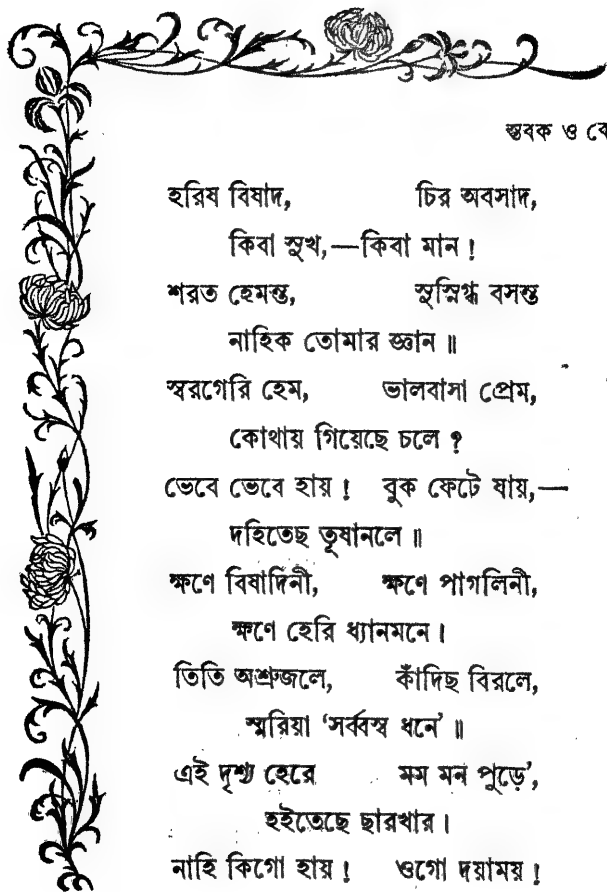 স্তবক ও
হরিষ বিষাদ, চির অবসাদ,
কিবা সুখ,—কিবা মান !
শরত হেমন্ত, সুস্নিগ্ধ বসন্ত
নাহিক তোমার জ্ঞান ॥
স্বরগেরি হেম, ভালবাসা প্রেম,
কোথায় গিয়েছে চলে ?
ভেবে ভেবে হায় ! বুক ফেটে যায়,—
দহিতেছ তূষানলে ॥
ক্ষণে বিষাদিনী, ক্ষণে পাগলিনী,
ক্ষণে হেরি ধ্যানমনে ।
তিতি অশ্রুজলে, কাঁদিছ বিরলে,
স্মরিয়া ‘সর্ব্বস্ব ধনে’ ॥
এই দৃশ্য হেরে মম মন পুড়ে’,
হইতেছে ছারখার ।
নাহি কিগো হায় ! ওগো দয়াময় !